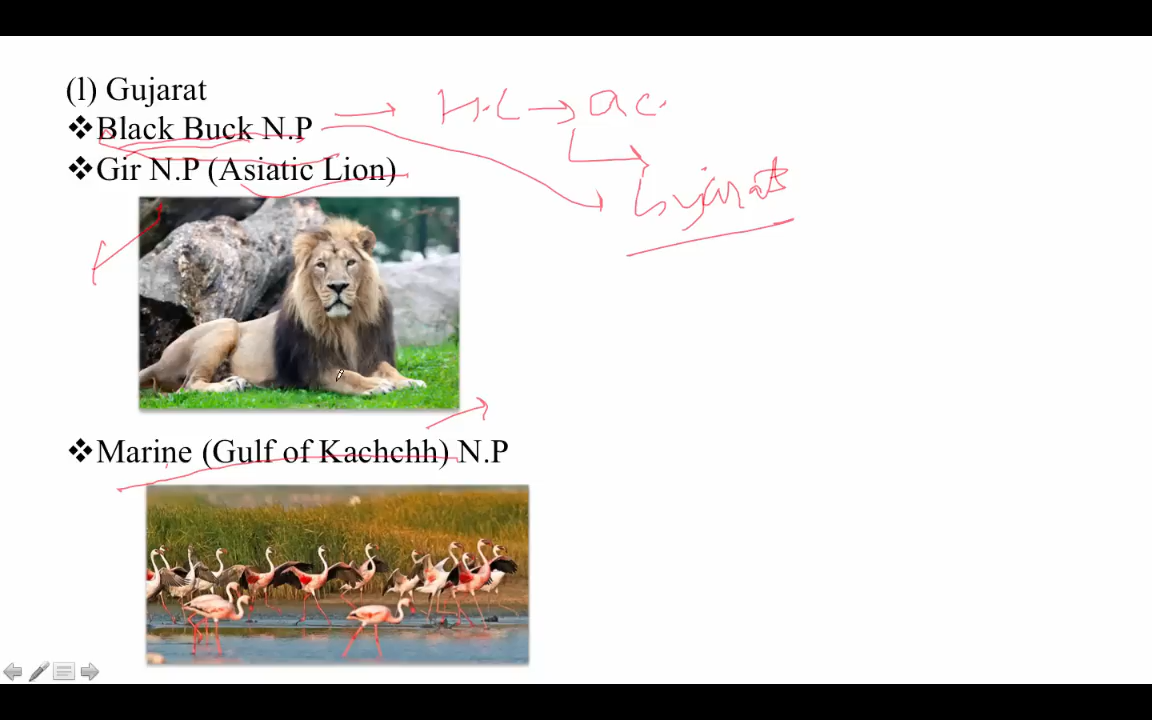 (l) Gujarat
❖Black Buck N.P
❖Gir N.P (Asiatic Lion)
Gujarat
❖Marine (Gulf of Kachchh) N.P